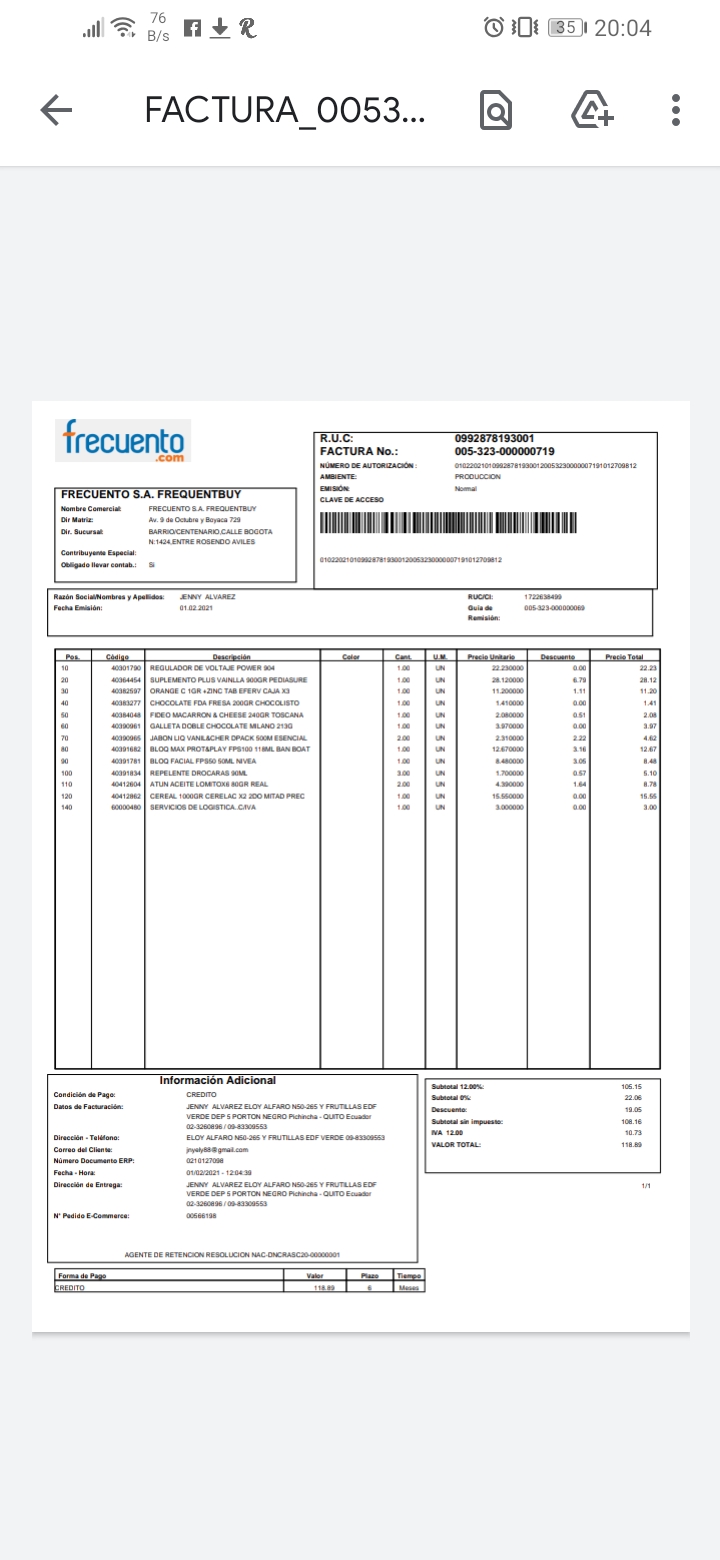 76
B/s
35
20:04
FACTURA_0053...
frecuento
.com
R.U.C: 0992878193001
FACTURA No.: 005-323-000000719
NÚMERO DE AUTORIZACIÓN :
AMBIENTE: PRODUCCION
EMISIÓN: Normal
CLAVE DE ACCESO
FRECUENTO S.A. FREQUENTBUY
Nombre Comercial: FRECUENTO S.A. FREQUENTBUY
Dir Matriz: Av. 9 de Octubre y Boyaca 729
Dir. Sucursal: BARRIO/CENTENARIO,CALLE BOGOTA
N:1424,ENTRE ROSENDO AVILES
Contribuyente Especial:
Obligado llevar contab.: Si
Razón Social/Nombres y Apellidos: JENNY ALVAREZ RUC/CI: 1722638499
Fecha Emisión: 01.02.2021 Guia de 005-323-000000069
Remisión:
Pos. Código Descripción Color Cant. U.M. Precio Unitario Descuento Precio Total
10 40301790 REGULADOR DE VOLTAJE POWER 904 1.00 UN 22.230000 0.00 22.23
20 40364454 SUPLEMENTO PLUS VAINLLA 900GR PEDIASURE 1.00 UN 28.120000 6.79 28.12
30 40382597 ORANGE C 1GR +ZINC TAB EFERV CAJA X3 1.00 UN 11.200000 1.11 11.20
40 40383277 CHOCOLATE FDA FRESA 200GR CHOCOLISTO 1.00 UN 1.410000 0.00 1.41
50 40384048 FIDEO MACARRON & CHEESE 240GR TOSCANA 1.00 UN 2.080000 0.51 2.08
60 40390961 GALLETA DOBLE CHOCOLATE MILANO 213G 1.00 UN 3.970000 0.00 3.97
70 40390965 JABON LIQ VANIL&CHER DPACK 500M ESENCIAL 2.00 UN 2.310000 2.22 4.62
80 40391682 BLOQ MAX PROT&PLAY FPS100 118ML BAN BOAT 1.00 UN 12.670000 3.16 12.67
90 40391781 BLOQ FACIAL FPS50 50ML NIVEA 1.00 UN 8.480000 3.05 8.48
100 40391834 REPELENTE DROCARAS 90ML 3.00 UN 1.700000 0.57 5.10
110 40412604 ATUN ACEITE LOMITOX6 80GR REAL 2.00 UN 4.390000 1.64 8.78
120 40412862 CEREAL 1000GR CERELAC X2 2DO MITAD PREC 1.00 UN 15.550000 0.00 15.55
140 60000480 SERVICIOS DE LOGISTICA..C/IVA 1.00 UN 3.000000 0.00 3.00
Información Adicional
Condición de Pago: CREDITO
Datos de Facturación: JENNY ALVAREZ ELOY ALFARO N50-265 Y FRUTILLAS EDF
VERDE DEP 5 PORTON NEGRO Pichincha - QUITO Ecuador
02-3260896 / 09-83309553
Dirección - Teléfono: ELOY ALFARO N50-265 Y FRUTILLAS EDF VERDE 09-83309553
Correo del Cliente: jnyely88@gmail.com
Número Documento ERP: 0210127098
Fecha - Hora: 01/02/2021 - 12:04:39
Dirección de Entrega: JENNY ALVAREZ ELOY ALFARO N50-265 Y FRUTILLAS EDF
VERDE DEP 5 PORTON NEGRO Pichincha - QUITO Ecuador
02-3260896 / 09-83309553
N° Pedido E-Commerce: 00566198
AGENTE DE RETENCION RESOLUCION NAC-DNCRASC20-00000001
Subtotal 12.00%: 105.15
Subtotal 0%: 22.06
Descuento: 19.05
Subtotal sin impuesto: 108.16
IVA 12.00 10.73
VALOR TOTAL: 118.89
1/1
Forma de Pago Valor Plazo Tiempo
CREDITO 118.89 6 Meses